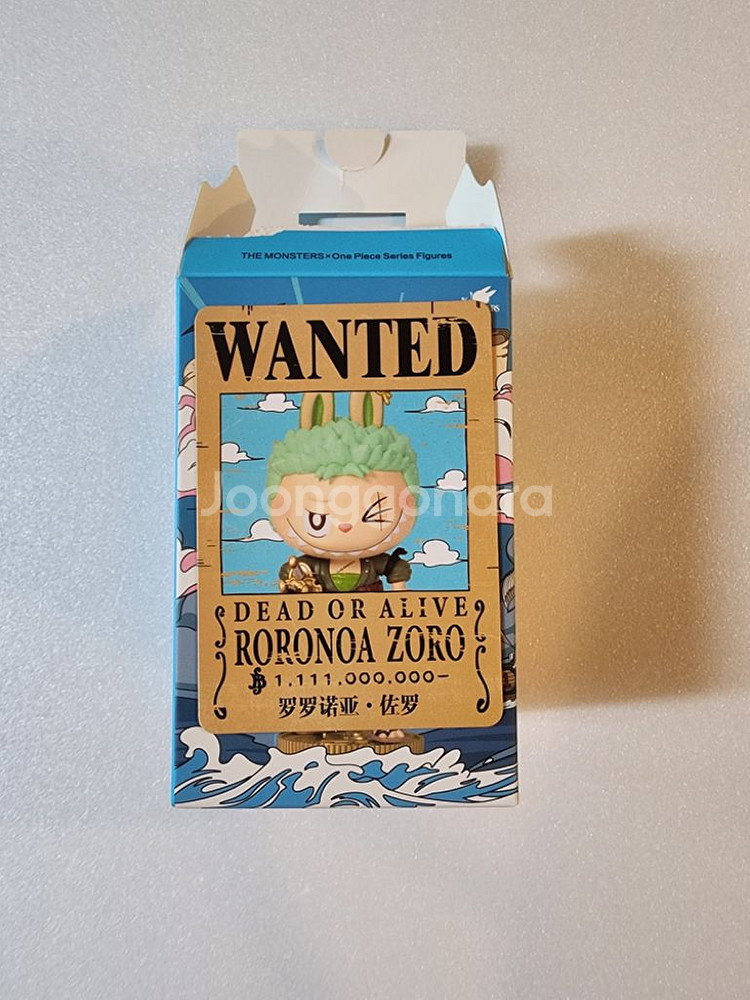 THE MONSTERS×One Piece Series Figures
WANTED
Joonggonara
DEAD OR ALIVE
RORONOA ZORO
฿ 1,111,000,000-
罗罗诺亚·佐罗